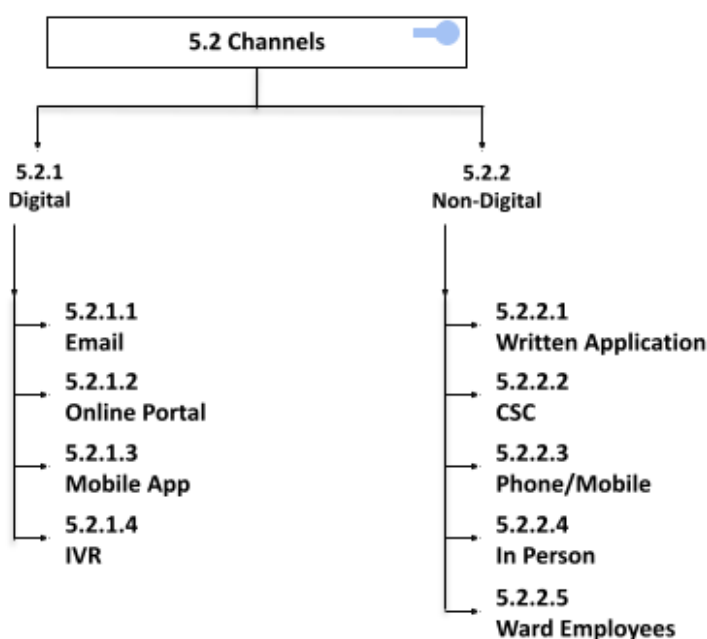 5.2 Channels
5.2.1
Digital
5.2.1.1
Email
5.2.1.2
Online Portal
5.2.1.3
Mobile App
5.2.1.4
IVR
5.2.2
Non-Digital
5.2.2.1
Written Application
5.2.2.2
CSC
5.2.2.3
Phone/Mobile
5.2.2.4
In Person
5.2.2.5
Ward Employees